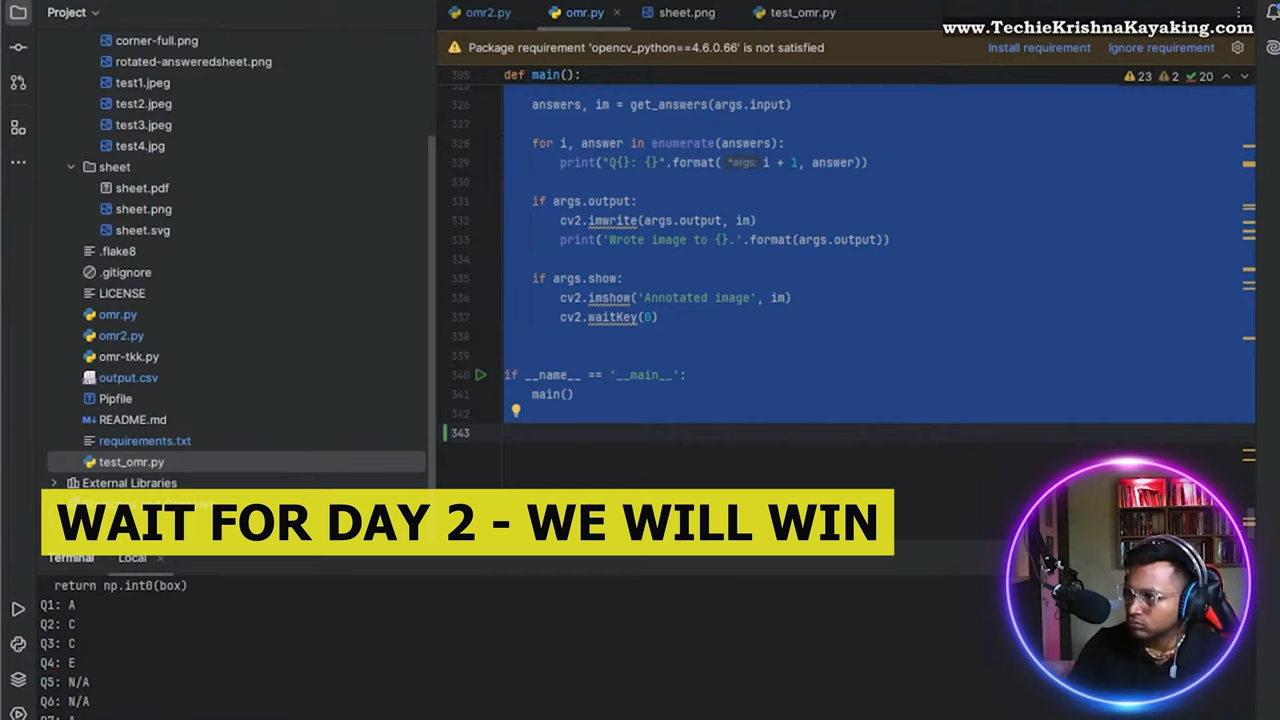 Project
omr2.py
omr.py
sheet.png
test_omr.py
www.TechieKrishnaKayaking.com
Package requirement 'opencv_python==4.6.0.66' is not satisfied
Install requirement
Ignore requirement
corner-full.png
rotated-answeredsheet.png
test1.jpeg
test2.jpeg
test3.jpeg
test4.jpg
sheet
sheet.pdf
sheet.png
sheet.svg
.flake8
.gitignore
LICENSE
omr.py
omr2.py
omr-tkk.py
output.csv
Pipfile
README.md
requirements.txt
test_omr.py
External Libraries
305 def main():
23 2 20
326 answers, im = get_answers(args.input)
327
328 for i, answer in enumerate(answers):
329 print("Q{}: {}".format( *args: i + 1, answer))
330
331 if args.output:
332 cv2.imwrite(args.output, im)
333 print('Wrote image to {}.'.format(args.output))
334
335 if args.show:
336 cv2.imshow('Annotated image', im)
337 cv2.waitKey(0)
338
339
340 if __name__ == '__main__':
341 main()
342
343
WAIT FOR DAY 2 - WE WILL WIN
Terminal
Local
return np.int0(box)
Q1: A
Q2: C
Q3: C
Q4: E
Q5: N/A
Q6: N/A